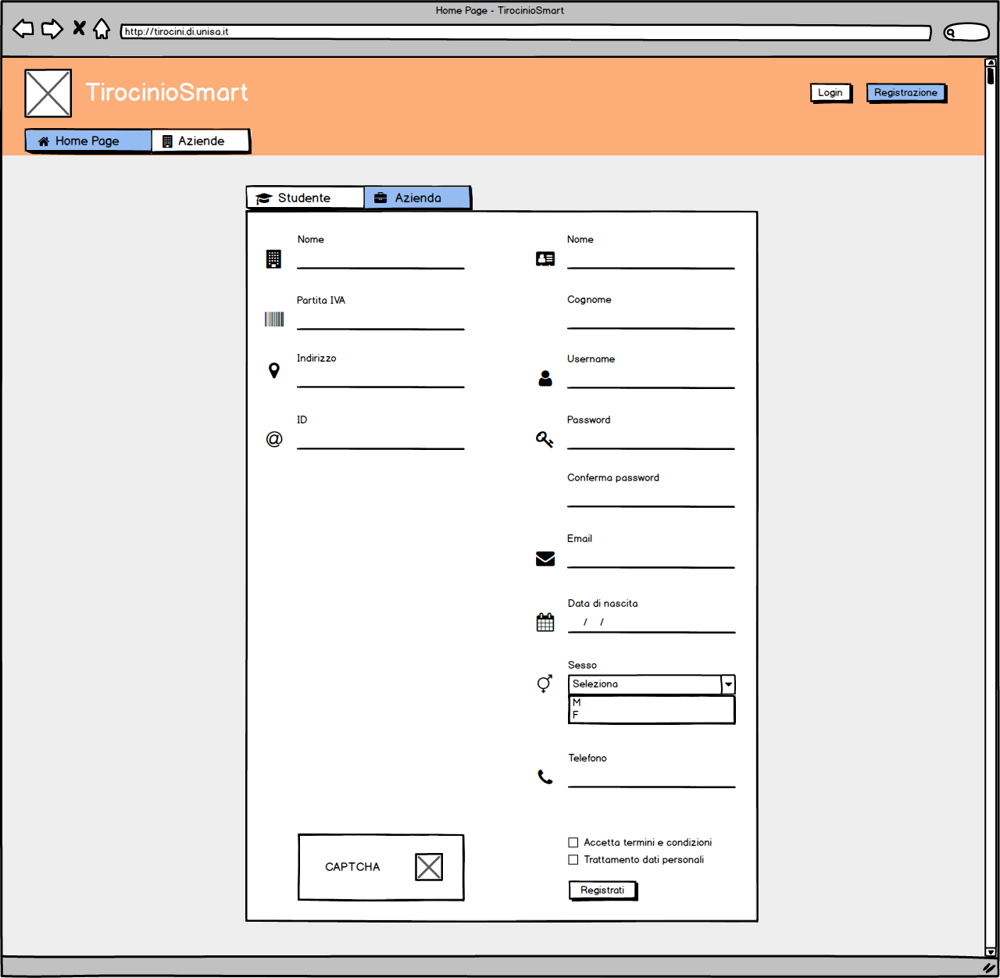 Home Page - TirocinioSmart
http://tirocini.di.unisa.it
TirocinioSmart
Login
Registrazione
Home Page
Aziende
Studente
Azienda
Nome
Partita IVA
Indirizzo
ID
@
CAPTCHA
Nome
Cognome
Username
Password
Conferma password
Email
Data di nascita
/ /
Sesso
Seleziona
M
F
Telefono
Accetta termini e condizioni
Trattamento dati personali
Registrati